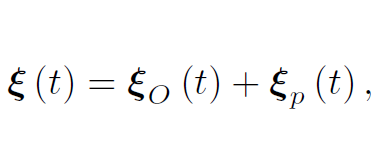 𝝃 (t) = 𝝃_O (t) + 𝝃_p (t) ,